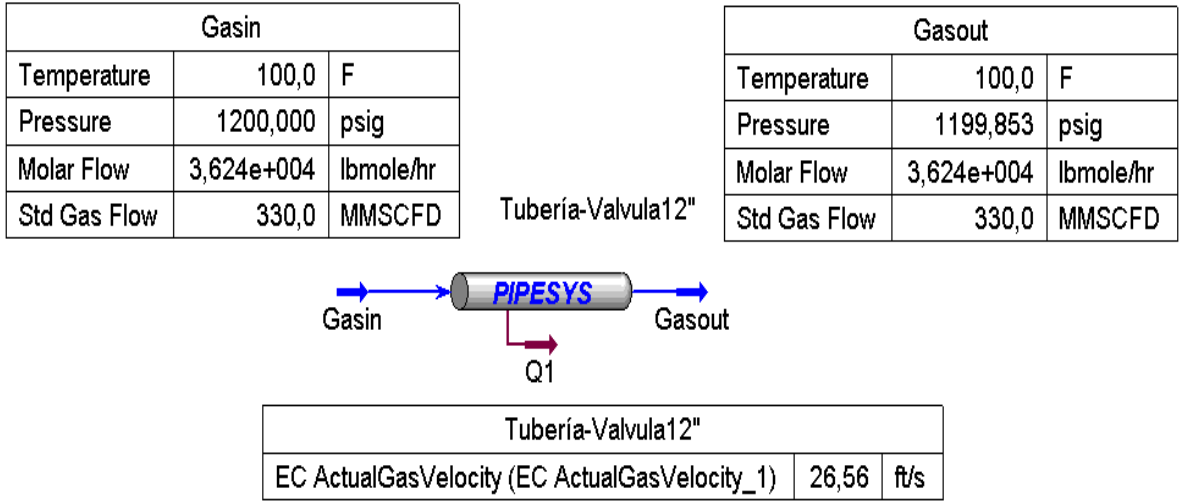 Gasin
Temperature 100,0 F
Pressure 1200,000 psig
Molar Flow 3,624e+004 lbmole/hr
Std Gas Flow 330,0 MMSCFD
Gasout
Temperature 100,0 F
Pressure 1199,853 psig
Molar Flow 3,624e+004 lbmole/hr
Std Gas Flow 330,0 MMSCFD
Tubería-Valvula12"
PIPESYS
Gasin
Gasout
Q1
Tubería-Valvula12"
EC ActualGasVelocity (EC ActualGasVelocity_1) 26,56 ft/s